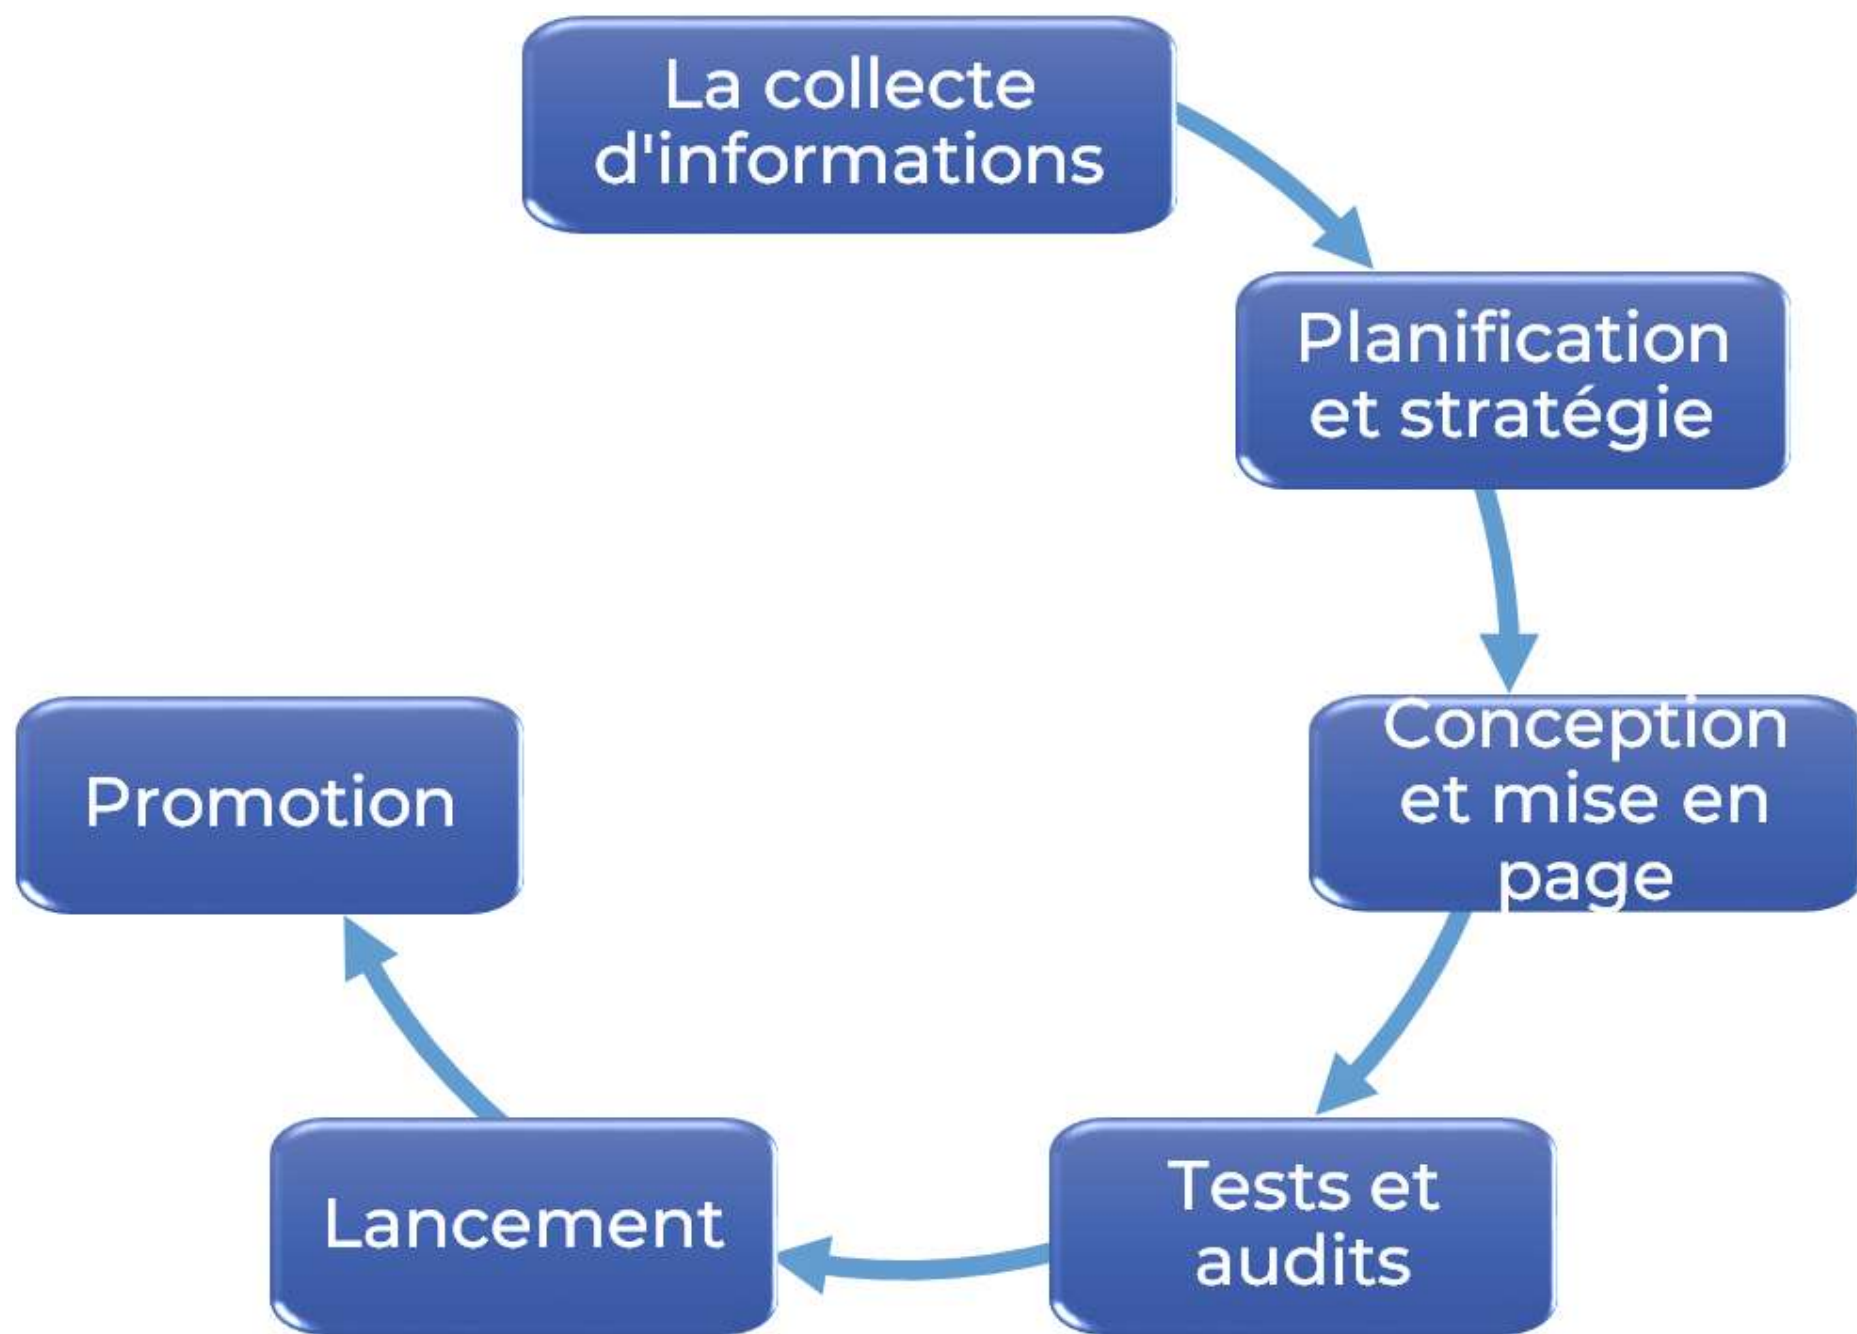 La collecte
d'informations
Planification
et stratégie
Conception
et mise en
page
Tests et
audits
Lancement
Promotion